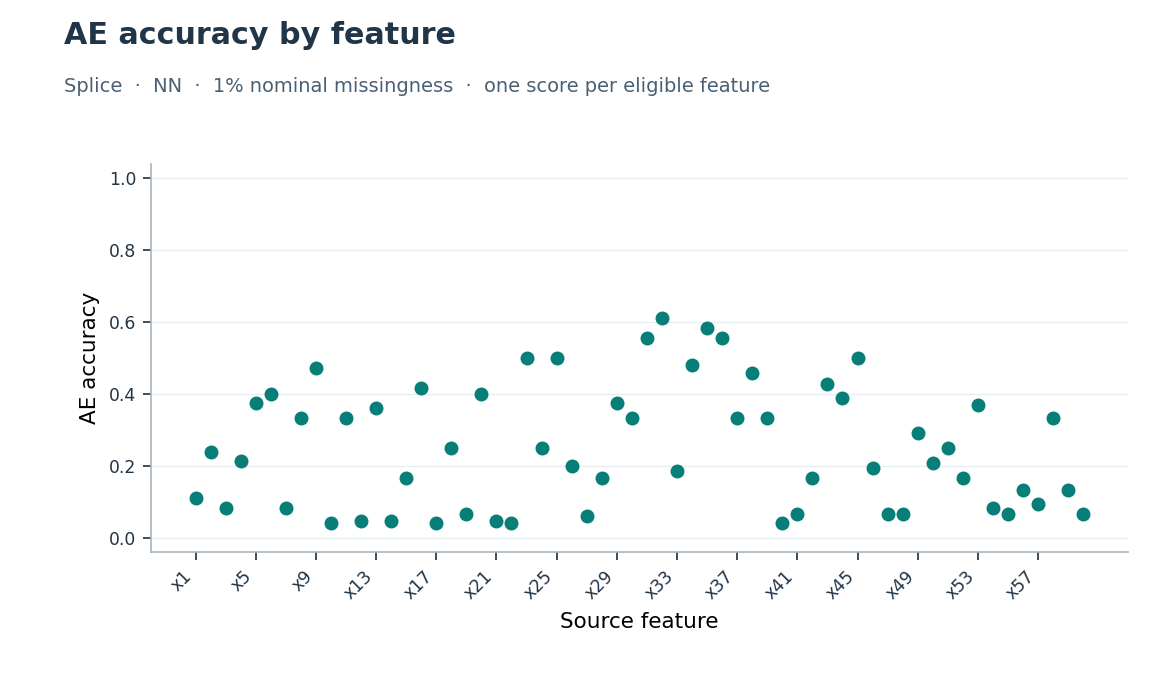 AE accuracy by feature
Splice · NN · 1% nominal missingness · one score per eligible feature
1.0
0.8
0.6
0.4
0.2
0.0
AE accuracy
x1 x5 x9 x13 x17 x21 x25 x29 x33 x37 x41 x45 x49 x53 x57
Source feature